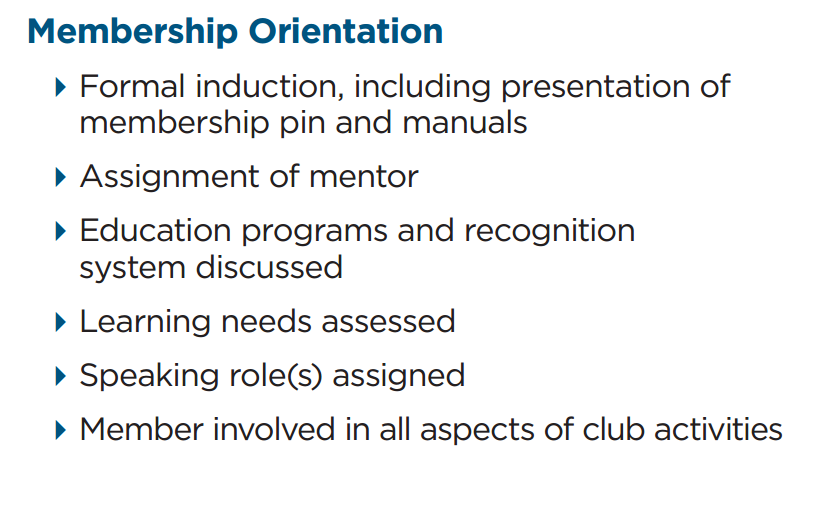 Membership Orientation
Formal induction, including presentation of
membership pin and manuals
Assignment of mentor
Education programs and recognition
system discussed
Learning needs assessed
Speaking role(s) assigned
Member involved in all aspects of club activities